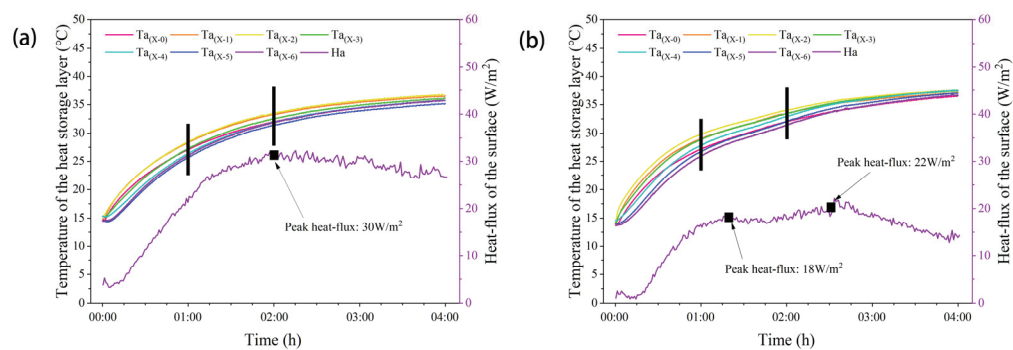 (a)
Temperature of the heat storage layer (℃)
50
45
40
35
30
25
20
15
10
5
0
Ta(X-0) Ta(X-1) Ta(X-2) Ta(X-3)
Ta(X-4) Ta(X-5) Ta(X-6) Ha
Peak heat-flux: 30W/m²
60
50
40
30
20
10
0
Heat-flux of the surface (W/m²)
00:00 01:00 02:00 03:00 04:00
Time (h)
(b)
Temperature of the heat storage layer (℃)
50
45
40
35
30
25
20
15
10
5
0
Ta(X-0) Ta(X-1) Ta(X-2) Ta(X-3)
Ta(X-4) Ta(X-5) Ta(X-6) Ha
Peak heat-flux: 22W/m²
Peak heat-flux: 18W/m²
60
50
40
30
20
10
0
Heat-flux of the surface (W/m²)
00:00 01:00 02:00 03:00 04:00
Time (h)